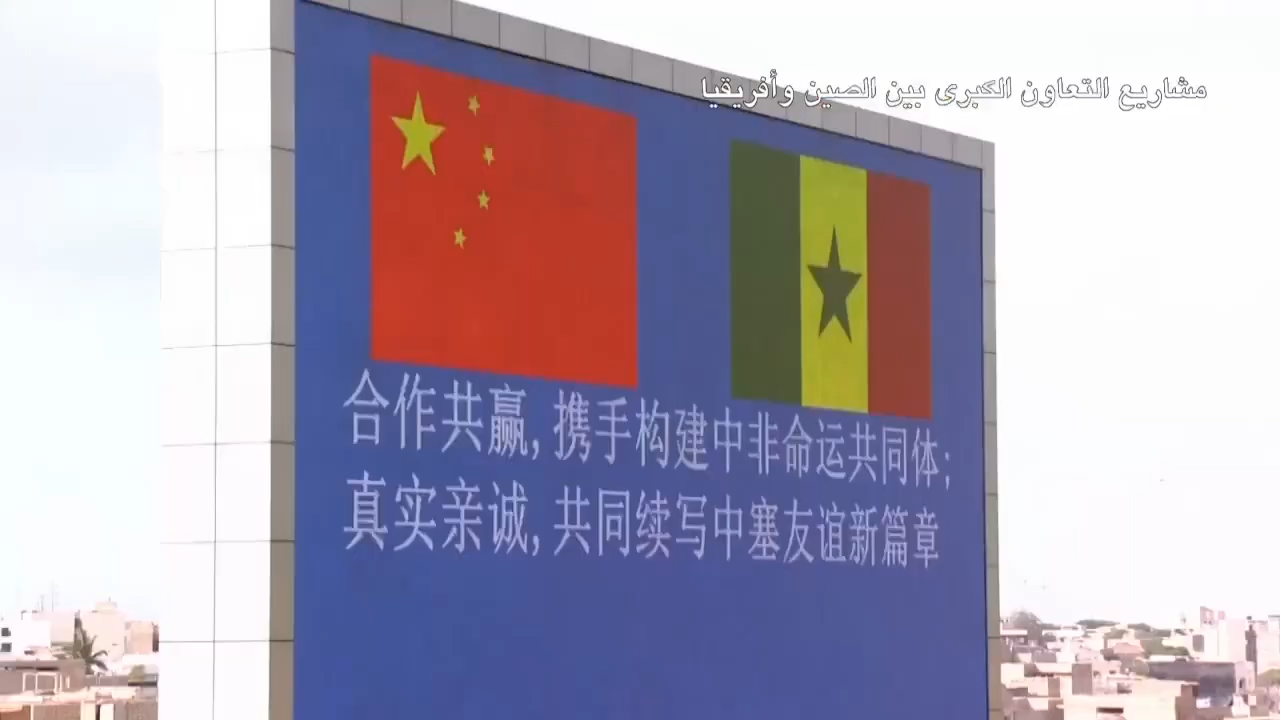 مشاريع التعاون الكبرى بين الصين وأفريقيا
合作共赢,携手构建中非命运共同体;
真实亲诚,共同续写中塞友谊新篇章